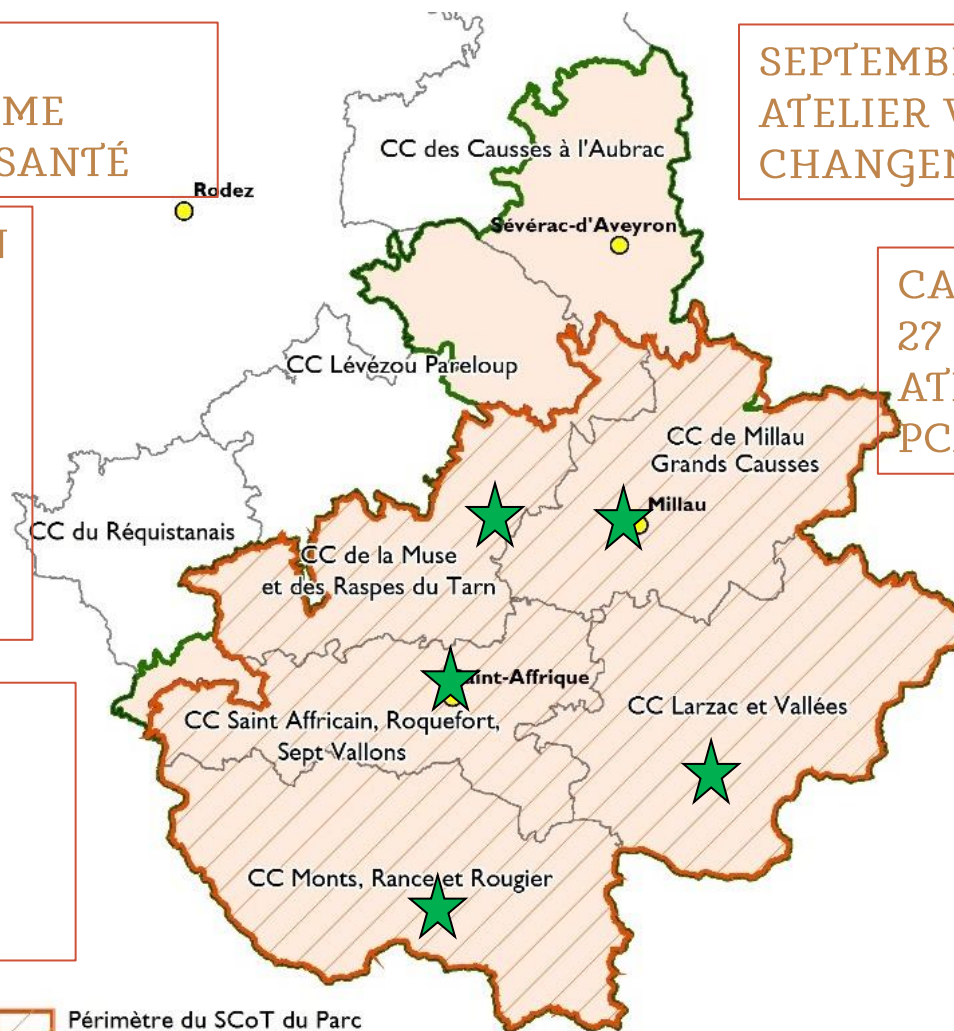 ME
SANTÉ
N
SEPTEMB
ATELIER V
CHANGEM
CA
27
AT
PC
CC des Causses à l'Aubrac
Rodez
Sévérac-d'Aveyron
CC Lévézou Pareloup
CC de Millau
Grands Causses
Millau
CC du Réquistanais
CC de la Muse
et des Raspes du Tarn
aint-Affrique
CC Saint Affricain, Roquefort,
Sept Vallons
CC Larzac et Vallées
CC Monts, Rance et Rougier
Périmètre du SCoT du Parc